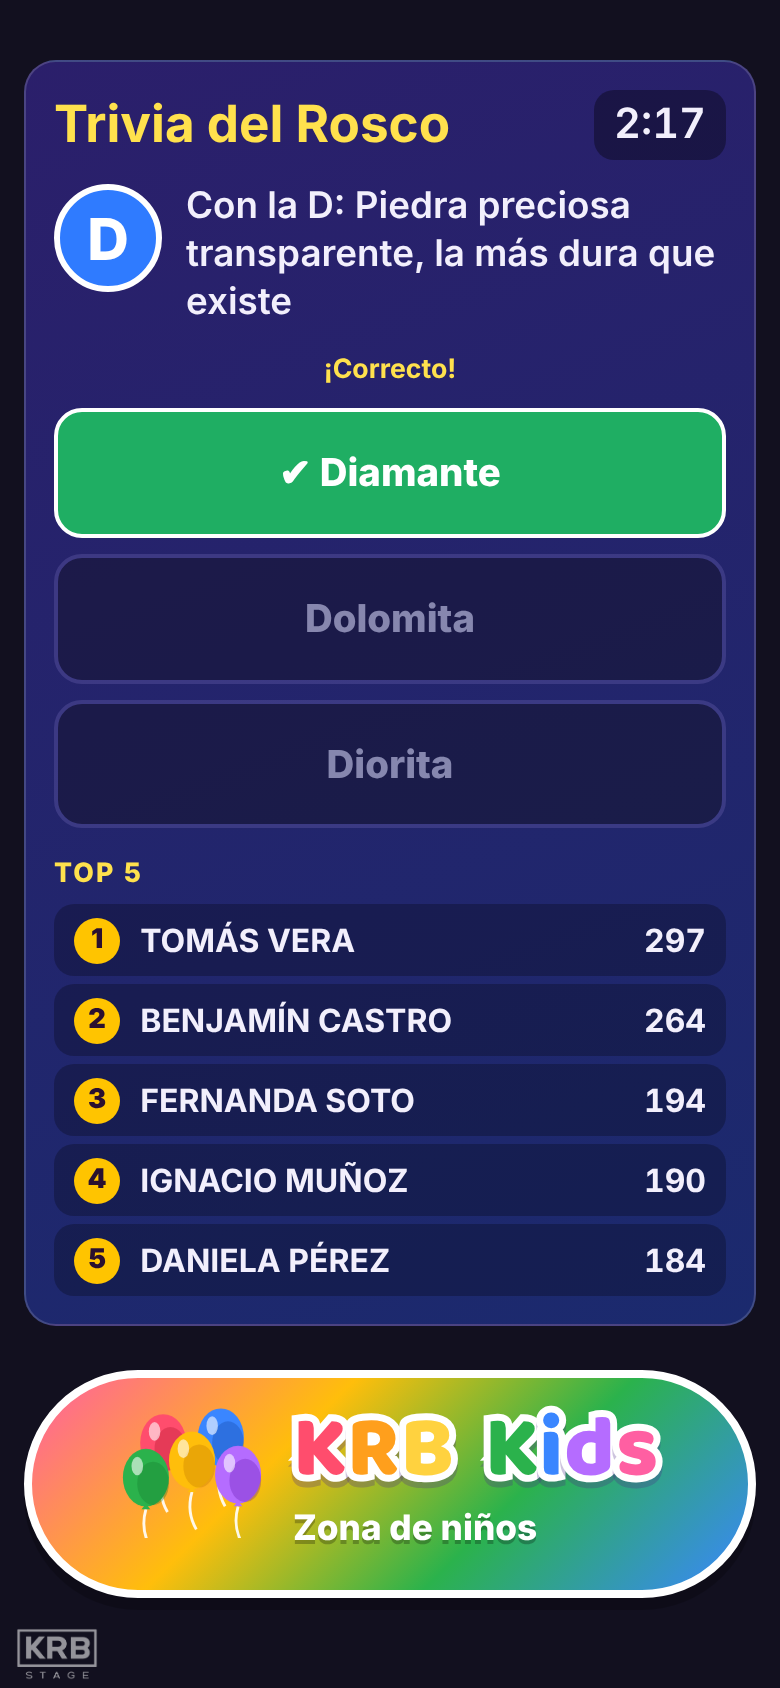 Trivia del Rosco
2:17
D
Con la D: Piedra preciosa
transparente, la más dura que
existe
¡Correcto!
✔ Diamante
Dolomita
Diorita
TOP 5
1 TOMÁS VERA 297
2 BENJAMÍN CASTRO 264
3 FERNANDA SOTO 194
4 IGNACIO MUÑOZ 190
5 DANIELA PÉREZ 184
KRB Kids
Zona de niños
KRB
STAGE